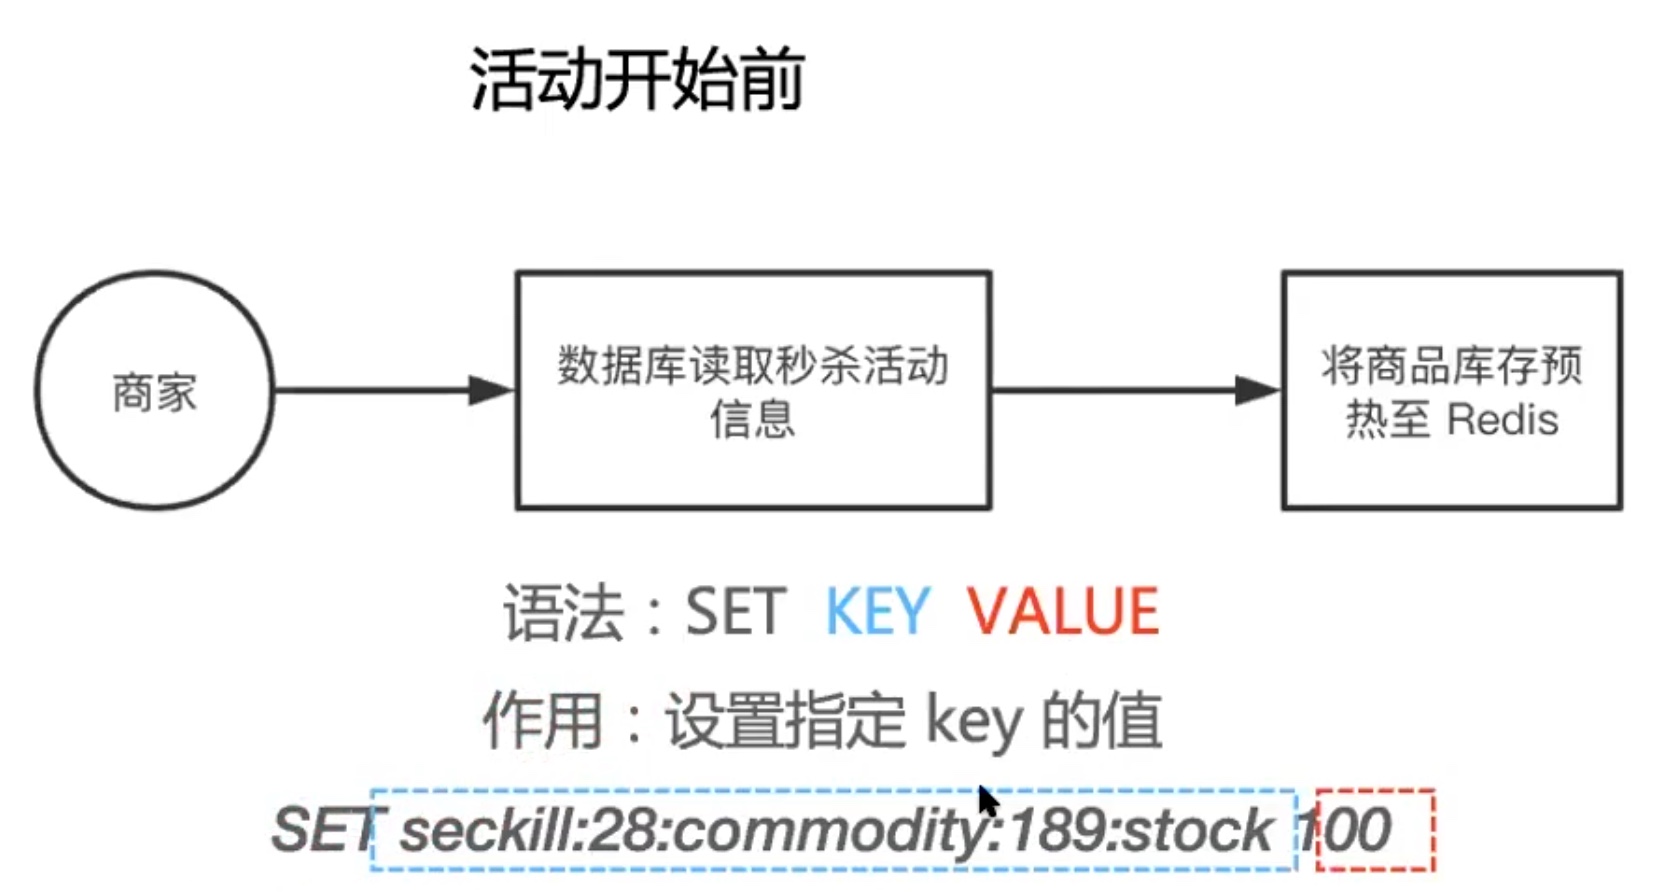 活动开始前
商家
数据库读取秒杀活动
信息
将商品库存预
热至 Redis
语法：SET KEY VALUE
作用：设置指定 key 的值
SET seckill:28:commodity:189:stock 100